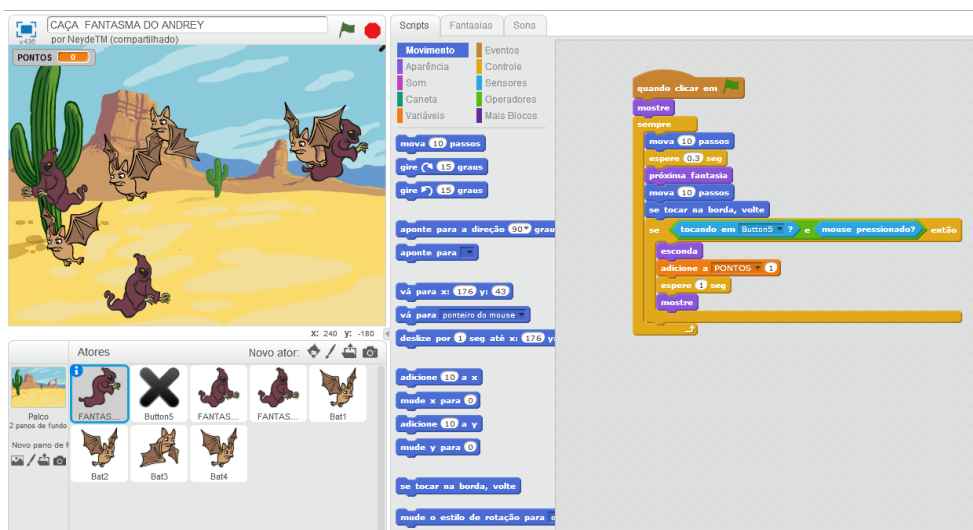 CAÇA FANTASMA DO ANDREY
v436 por NeydeTM (compartilhado)
PONTOS 0
X: 240 y: -180
Atores
Novo ator:
Palco
2 panos de fundo
Novo pano de f
FANTAS...
Button5
FANTAS...
FANTAS...
Bat1
Bat2
Bat3
Bat4
Scripts Fantasias Sons
Movimento Eventos
Aparência Controle
Som Sensores
Caneta Operadores
Variáveis Mais Blocos
mova 10 passos
gire 15 graus
gire 15 graus
aponte para a direção 90 grau
aponte para
vá para x: 176 y: 43
vá para ponteiro do mouse
deslize por 1 seg até x: 176 y:
adicione 10 a x
mude x para 0
adicione 10 a y
mude y para 0
se tocar na borda, volte
mude o estilo de rotação para
quando clicar em
mostre
sempre
mova 10 passos
espere 0.3 seg
próxima fantasia
mova 10 passos
se tocar na borda, volte
se tocando em Button5 ? e mouse pressionado? então
esconda
adicione a PONTOS 1
espere 1 seg
mostre